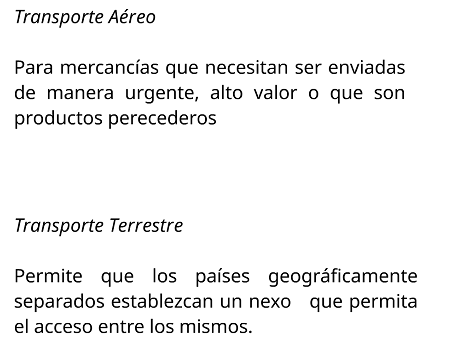 Transporte Aéreo
Para mercancías que necesitan ser enviadas
de manera urgente, alto valor o que son
productos perecederos
Transporte Terrestre
Permite que los países geográficamente
separados establezcan un nexo que permita
el acceso entre los mismos.